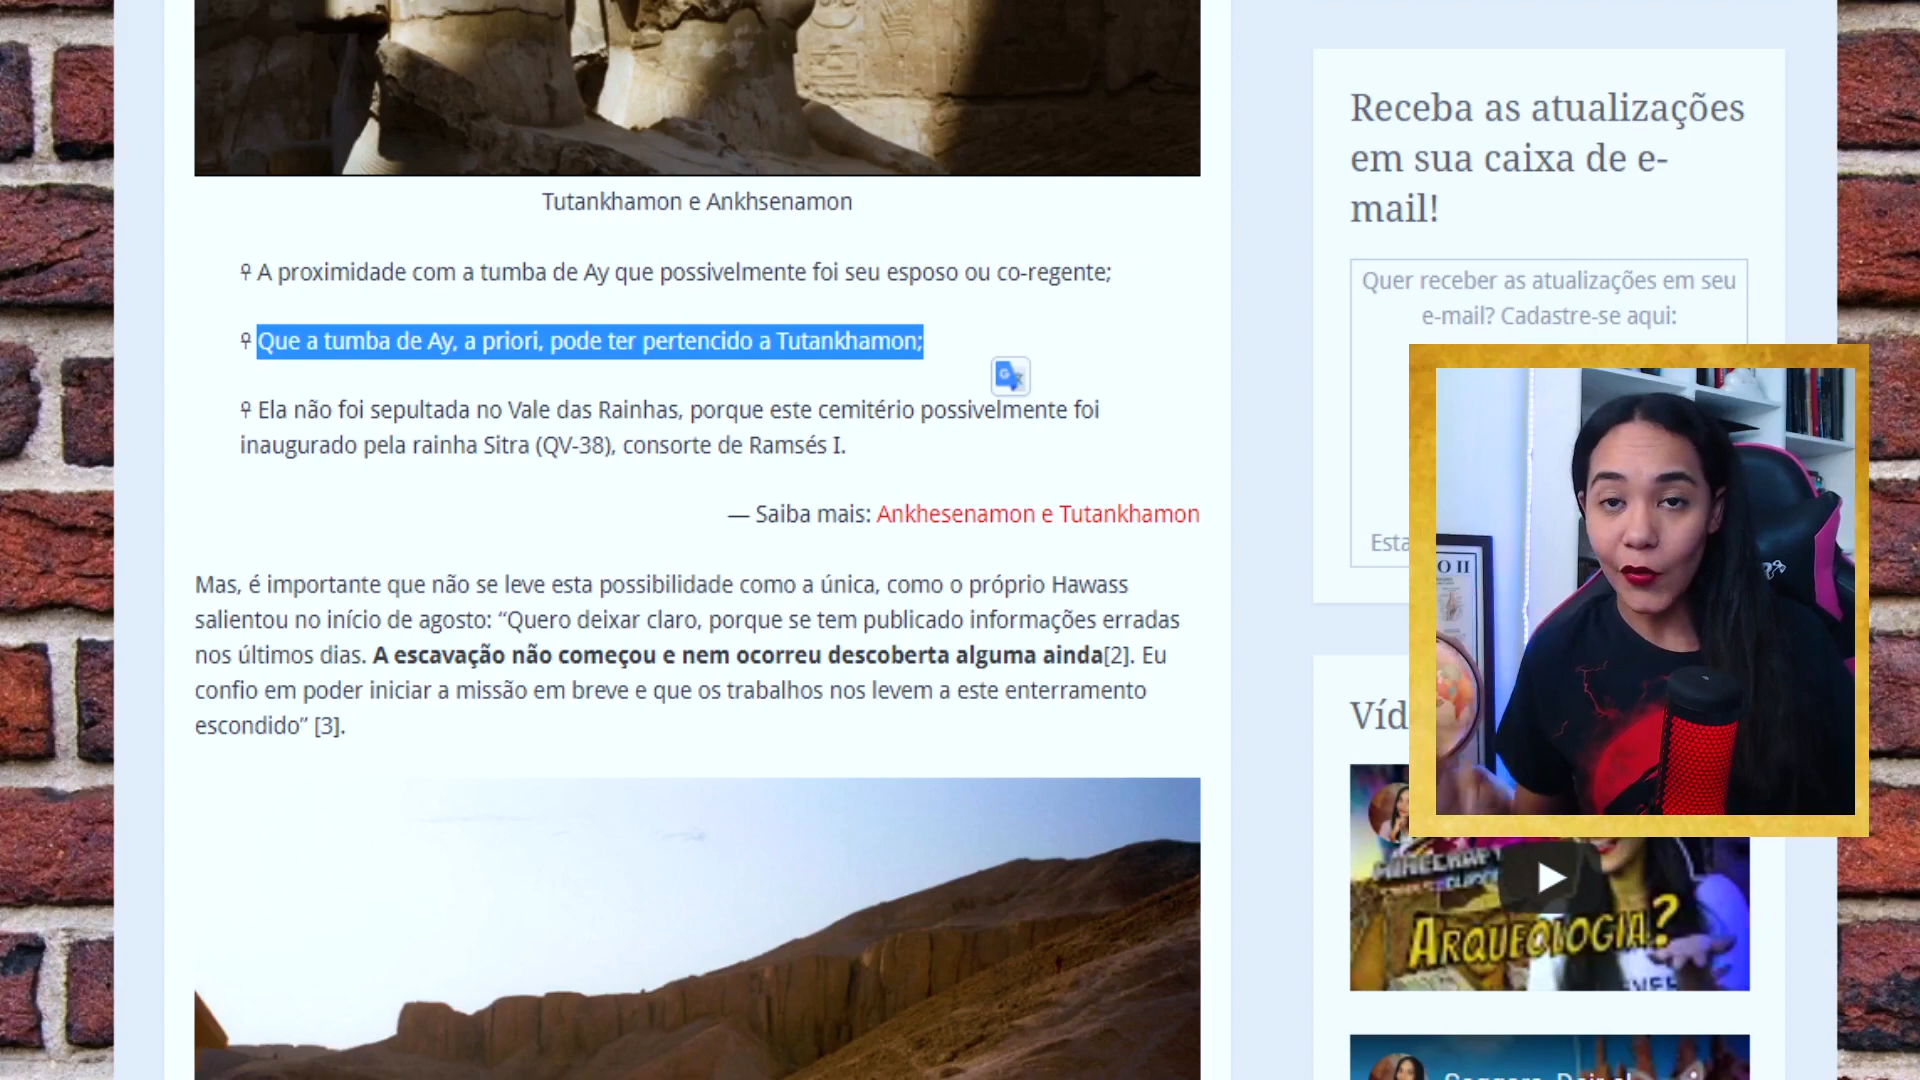 Tutankhamon e Ankhsenamon
A proximidade com a tumba de Ay que possivelmente foi seu esposo ou co-regente;
Que a tumba de Ay, a priori, pode ter pertencido a Tutankhamon;
Ela não foi sepultada no Vale das Rainhas, porque este cemitério possivelmente foi
inaugurado pela rainha Sitra (QV-38), consorte de Ramsés I.
— Saiba mais: Ankhesenamon e Tutankhamon
Mas, é importante que não se leve esta possibilidade como a única, como o próprio Hawass
salientou no início de agosto: “Quero deixar claro, porque se tem publicado informações erradas
nos últimos dias. A escavação não começou e nem ocorreu descoberta alguma ainda[2]. Eu
confio em poder iniciar a missão em breve e que os trabalhos nos levem a este enterramento
escondido” [3].
Receba as atualizações
em sua caixa de e-
mail!
Quer receber as atualizações em seu
e-mail? Cadastre-se aqui:
Esta
O II
Víd
MINECRAFT
ARQUEOLOGIA?